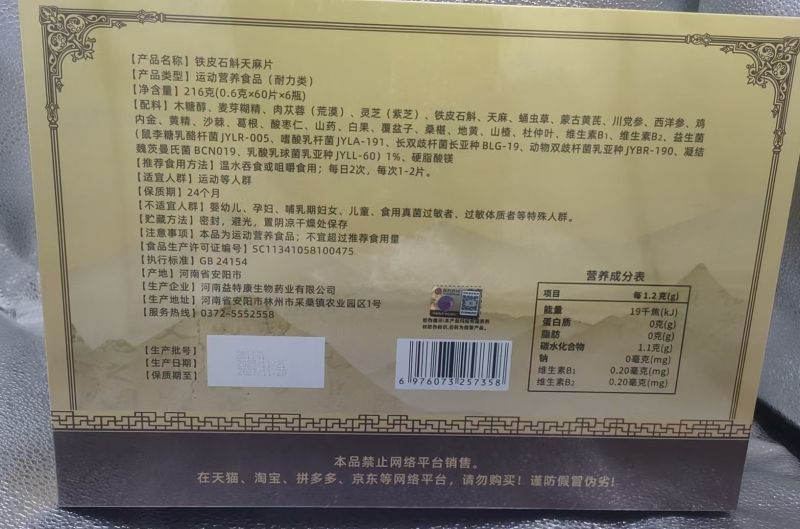 【产品名称】铁皮石斛天麻片
【产品类型】运动营养食品（耐力类）
【净含量】216克(0.6克×60片×6瓶)
【配料】木糖醇、麦芽糊精、肉苁蓉（荒漠）、灵芝（紫芝）、铁皮石斛、天麻、蛹虫草、蒙古黄芪、川党参、西洋参、鸡
内金、黄精、沙棘、葛根、酸枣仁、山药、白果、覆盆子、桑椹、地黄、山楂、杜仲叶、维生素B₁、维生素B₂、益生菌
(鼠李糖乳酪杆菌JYLR-005、嗜酸乳杆菌JYLA-191、长双歧杆菌长亚种BLG-19、动物双歧杆菌乳亚种JYBR-190、凝结
魏茨曼氏菌BCN019、乳酸乳球菌乳亚种JYLL-60) 1%、硬脂酸镁
【推荐食用方法】温水吞食或咀嚼食用；每日2次，每次1-2片。
【适宜人群】运动等人群
【保质期】24个月
【不适宜人群】婴幼儿、孕妇、哺乳期妇女、儿童、食用真菌过敏者、过敏体质者等特殊人群。
【贮藏方法】密封，避光，置阴凉干燥处保存
【注意事项】本品为运动营养食品；不宜超过推荐食用量
【食品生产许可证编号】SC11341058100475
【执行标准】GB 24154
【产地】河南省安阳市
【生产企业】河南益特康生物药业有限公司
【生产地址】河南省安阳市林州市采桑镇农业园区1号
【服务热线】0372-5552558
【生产批号】
【生产日期】
【保质期至】
6 976073 257358
营养成分表
项目 每1.2克(g)
能量 19千焦(kJ)
蛋白质 0克(g)
脂肪 0克(g)
碳水化合物 1.1克(g)
钠 0毫克(mg)
维生素B₁ 0.20毫克(mg)
维生素B₂ 0.20毫克(mg)
本品禁止网络平台销售。
在天猫、淘宝、拼多多、京东等网络平台，请勿购买！谨防假冒伪劣！